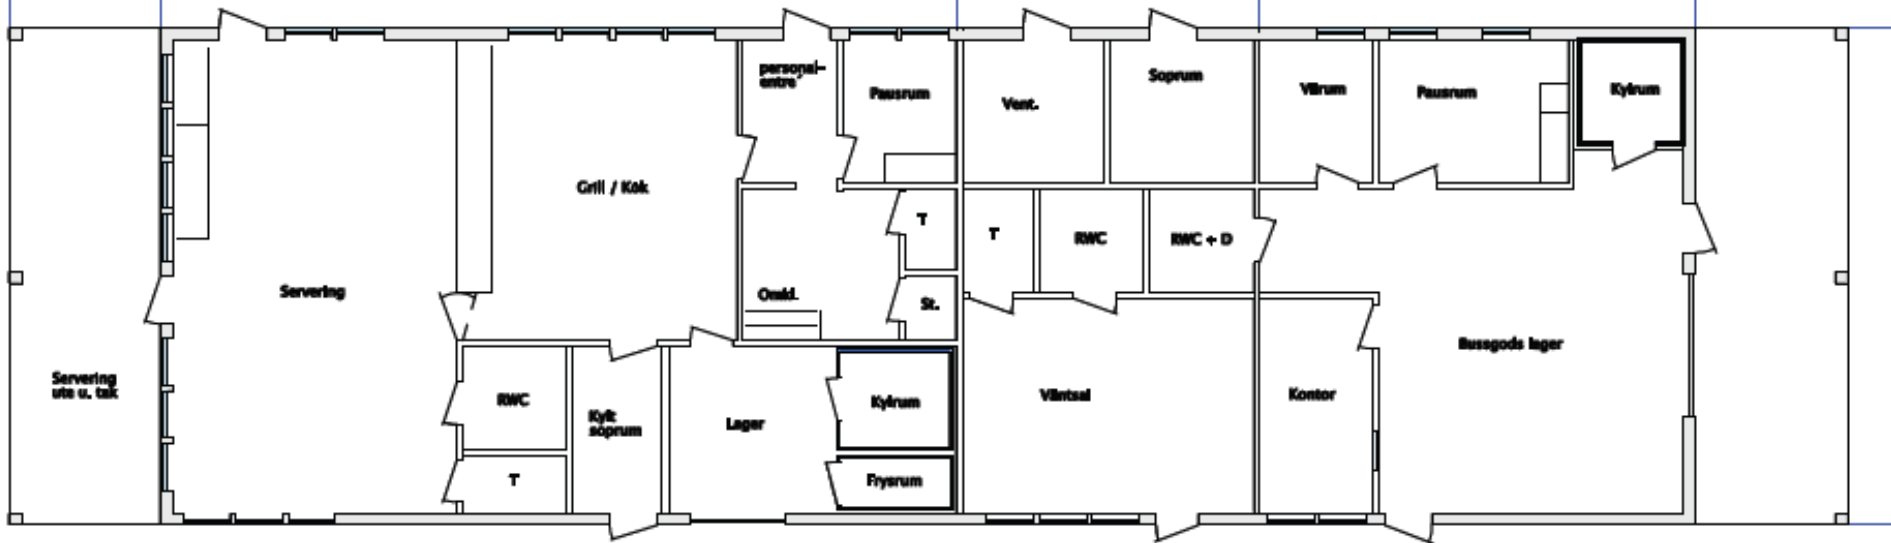 personal-
entre'
Pausrum
Vent.
Soprum
Vilrum
Pausrum
Kylrum
Grill / Kök
T
T
RWC
RWC + D
Servering
Omkl.
St.
Bussgods lager
Servering
ute u. tak
RWC
Kylt
soprum
Lager
Kylrum
Väntsal
Kontor
T
Frysrum